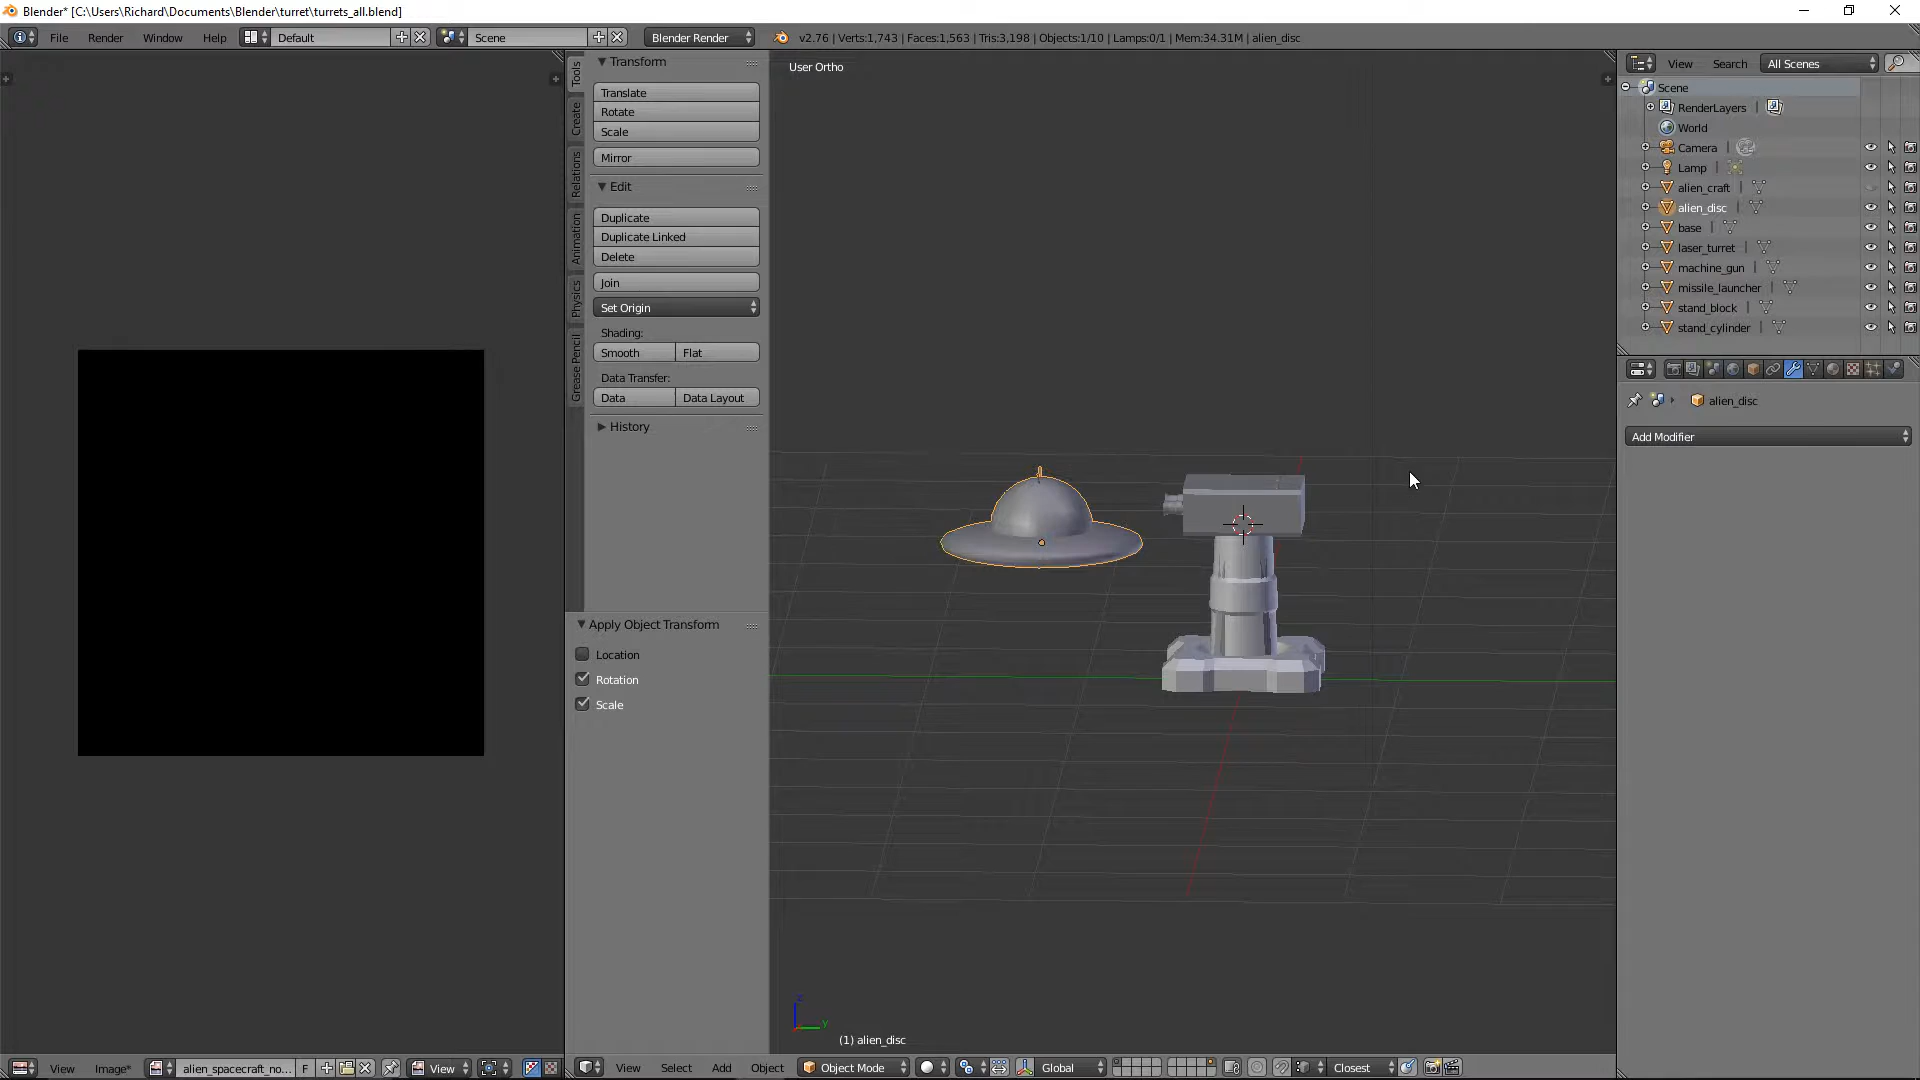 Blender* [C:\Users\Richard\Documents\Blender\turret\turrets_all.blend]
File Render Window Help Default Scene Blender Render v2.76 | Verts:1,743 | Faces:1,563 | Tris:3,198 | Objects:1/10 | Lamps:0/1 | Mem:34.31M | alien_disc
Tools
Create
Relations
Animation
Physics
Grease Pencil
Transform
Translate
Rotate
Scale
Mirror
Edit
Duplicate
Duplicate Linked
Delete
Join
Set Origin
Shading:
Smooth Flat
Data Transfer:
Data Data Layout
History
Apply Object Transform
Location
Rotation
Scale
User Ortho
z
y
(1) alien_disc
View Search All Scenes
Scene
RenderLayers
World
Camera
Lamp
alien_craft
alien_disc
base
laser_turret
machine_gun
missile_launcher
stand_block
stand_cylinder
alien_disc
Add Modifier
View Image* alien_spacecraft_no... F View
View Select Add Object Object Mode Global Closest